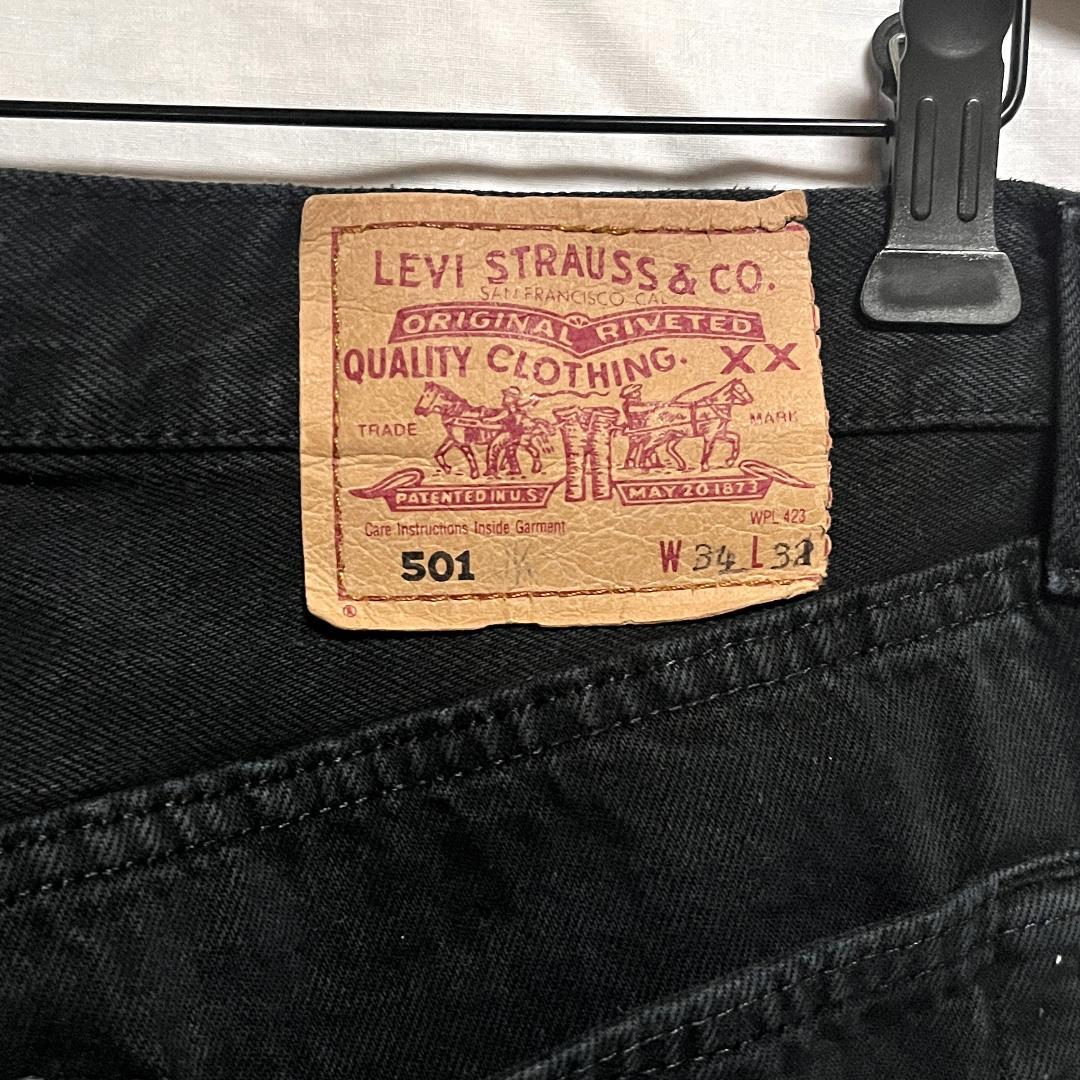 LEVI STRAUSS & CO.
SAN FRANCISCO CAL
ORIGINAL RIVETED
QUALITY CLOTHING. XX
TRADE MARK
PATENTED IN U.S. MAY 20 1873
WPL 423
Care Instructions Inside Garment
501 W 34 L
®